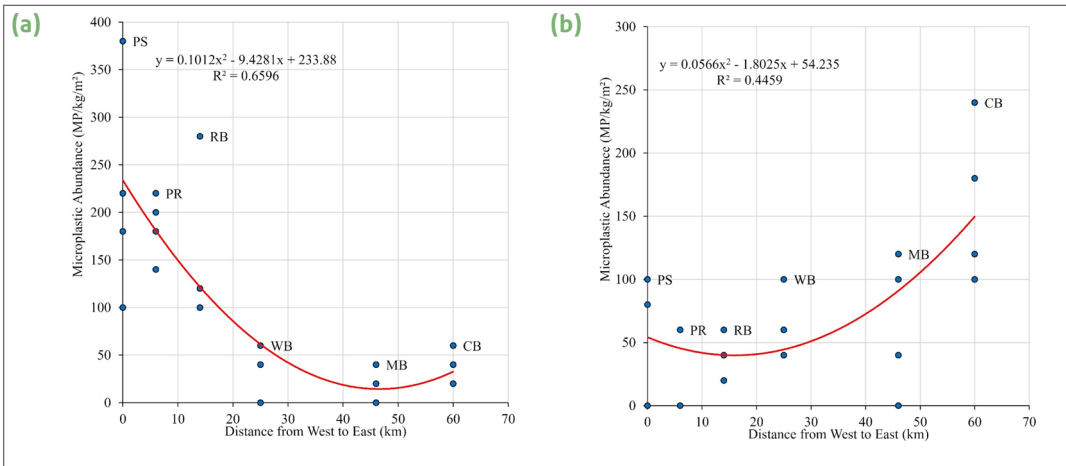 (a)
Microplastic Abundance (MP/kg/m²)
400
350
300
250
200
150
100
50
0
PS
y = 0.1012x² - 9.4281x + 233.88
R² = 0.6596
RB
PR
WB
MB
CB
0 10 20 30 40 50 60 70
Distance from West to East (km)
(b)
Microplastic Abundance (MP/kg/m²)
300
250
200
150
100
50
0
y = 0.0566x² - 1.8025x + 54.235
R² = 0.4459
CB
MB
PS
WB
PR
RB
0 10 20 30 40 50 60 70
Distance from West to East (km)